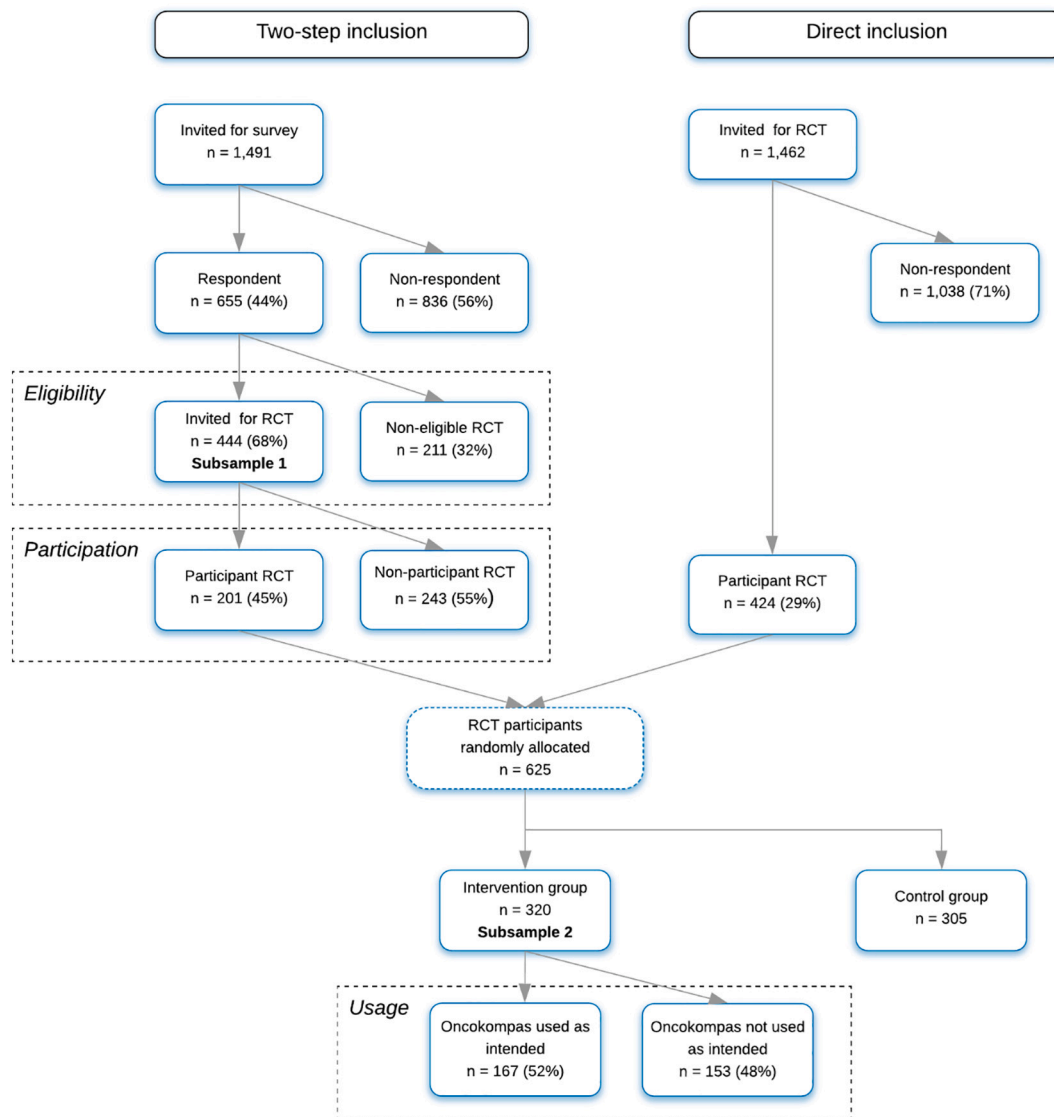 Two-step inclusion
Direct inclusion
Invited for survey
n = 1,491
Invited for RCT
n = 1,462
Respondent
n = 655 (44%)
Non-respondent
n = 836 (56%)
Non-respondent
n = 1,038 (71%)
Eligibility
Invited for RCT
n = 444 (68%)
Subsample 1
Non-eligible RCT
n = 211 (32%)
Participation
Participant RCT
n = 201 (45%)
Non-participant RCT
n = 243 (55%)
Participant RCT
n = 424 (29%)
RCT participants
randomly allocated
n = 625
Intervention group
n = 320
Subsample 2
Control group
n = 305
Usage
Oncokompas used as
intended
n = 167 (52%)
Oncokompas not used
as intended
n = 153 (48%)